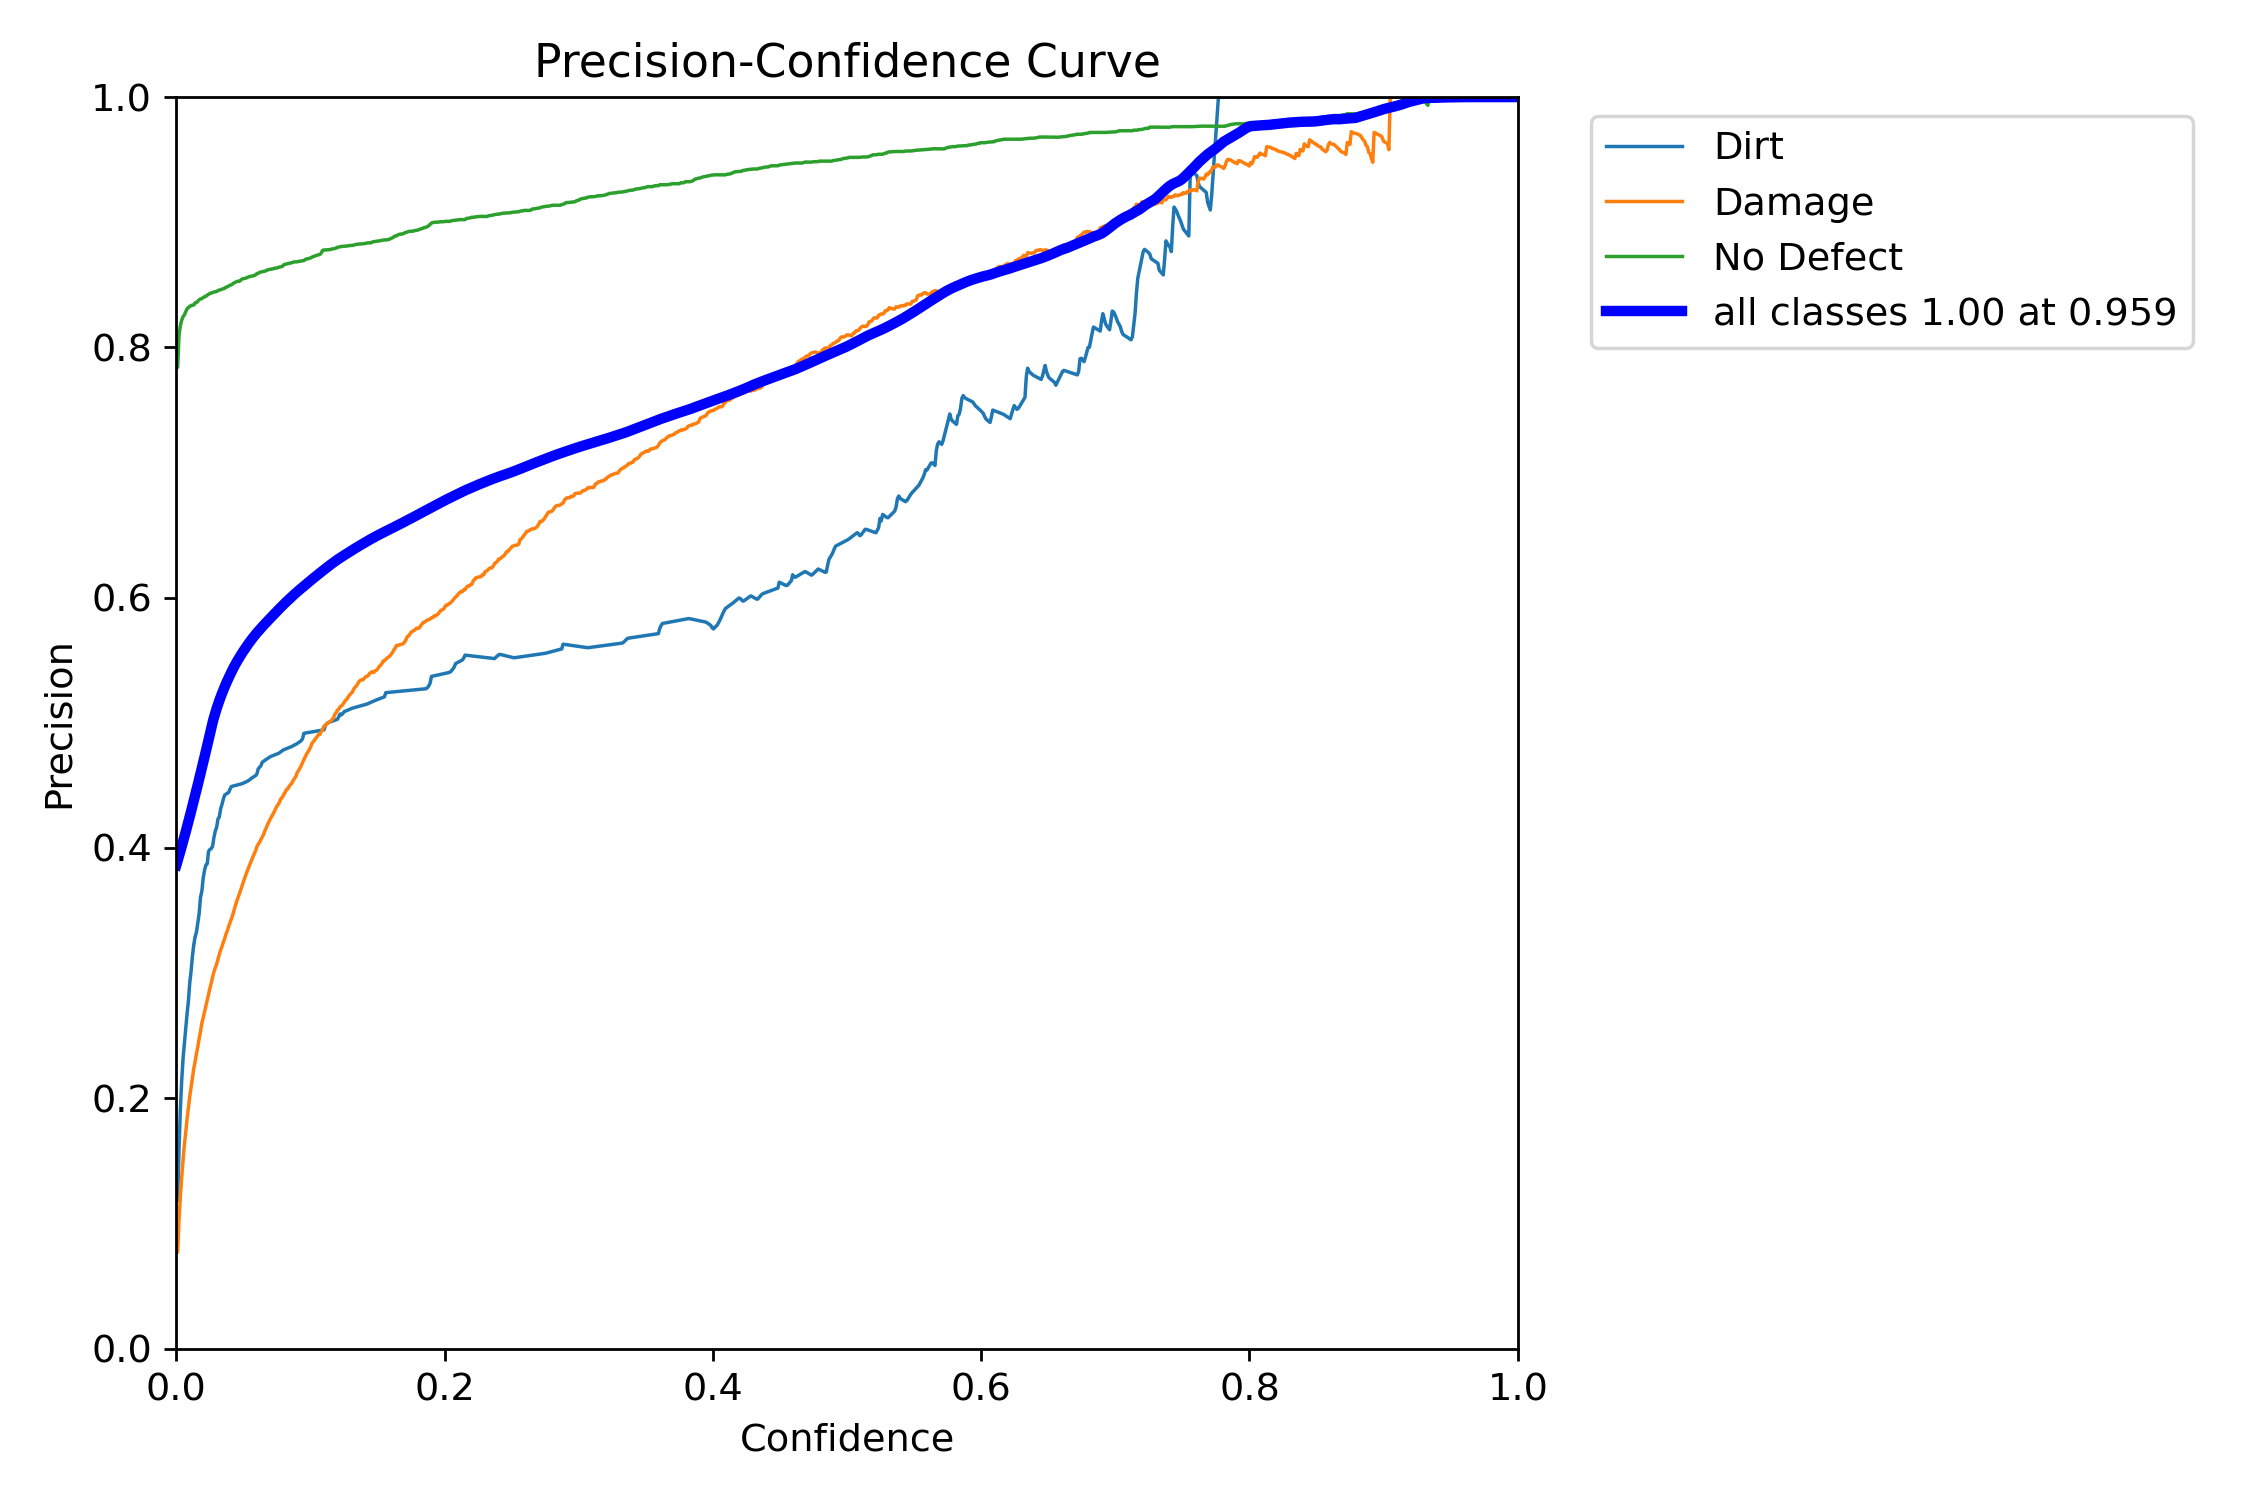 Precision-Confidence Curve
1.0
0.8
0.6
0.4
0.2
0.0
Precision
0.0 0.2 0.4 0.6 0.8 1.0
Confidence
Dirt
Damage
No Defect
all classes 1.00 at 0.959